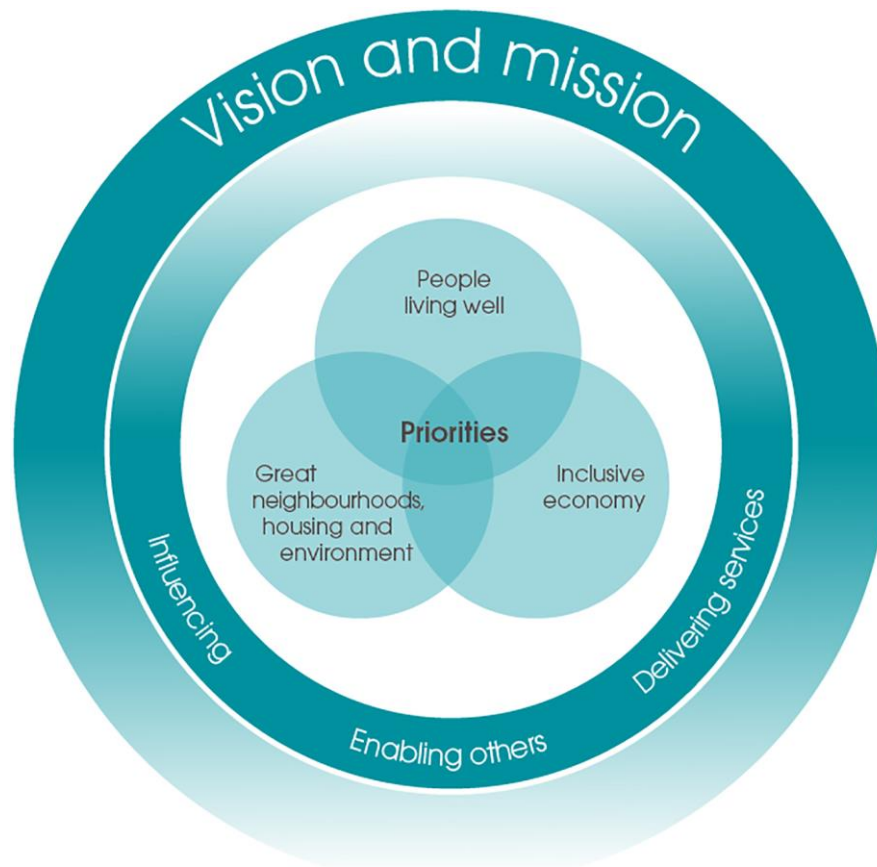 Vision and mission
People
living well
Priorities
Great
neighbourhoods,
housing and
environment
Inclusive
economy
Influencing
Enabling others
Delivering services